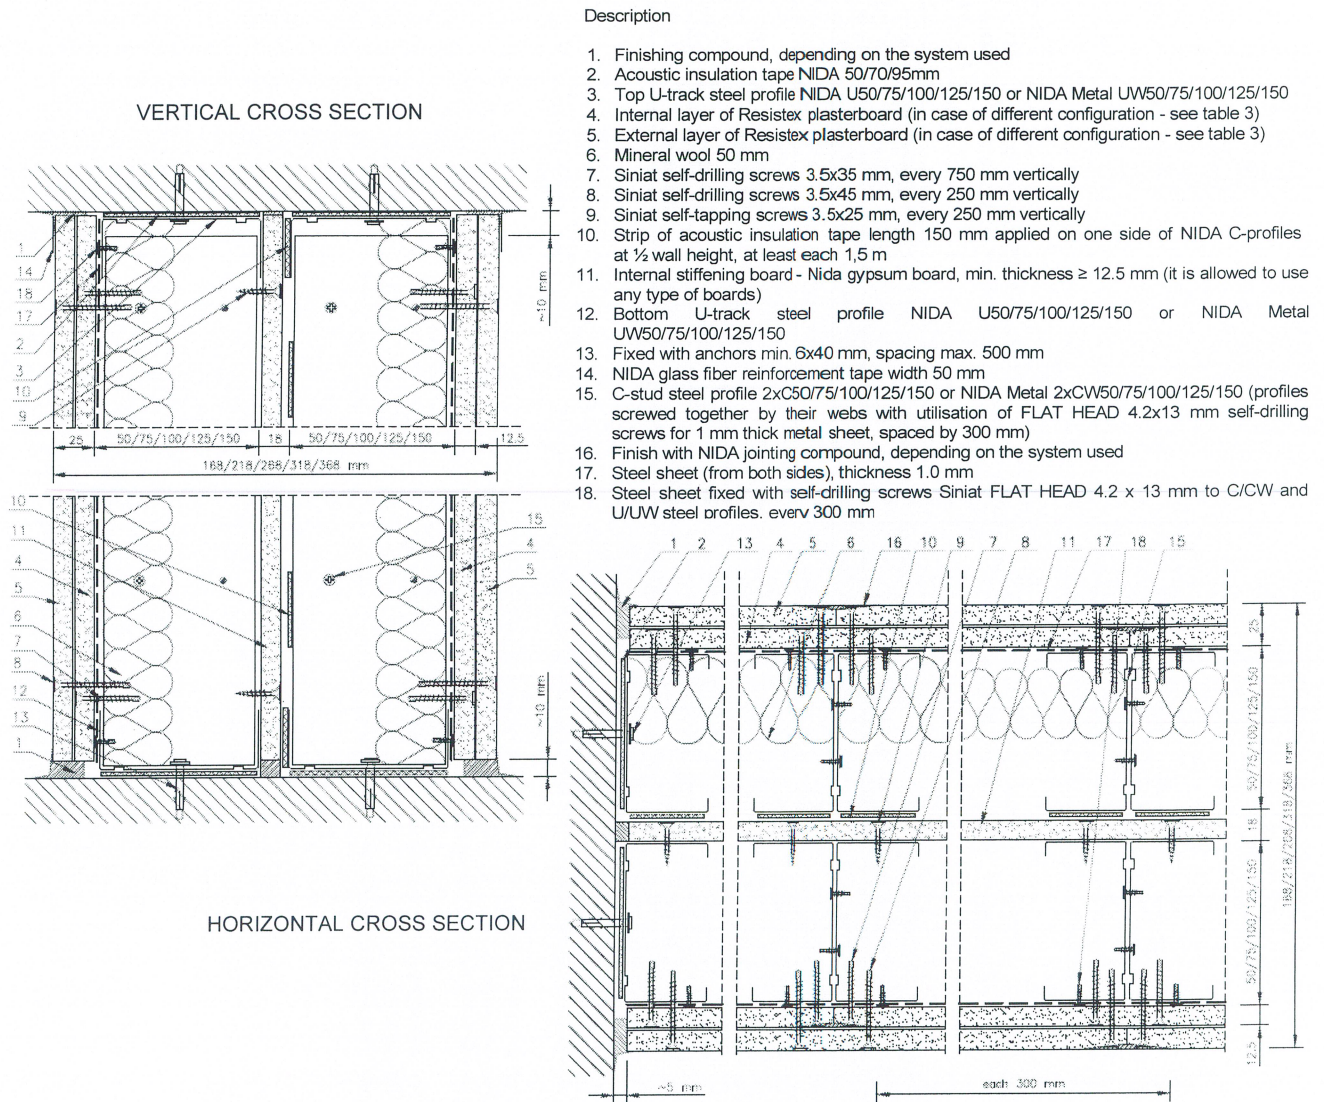 Description
1. Finishing compound, depending on the system used
2. Acoustic insulation tape NIDA 50/70/95mm
3. Top U-track steel profile NIDA U50/75/100/125/150 or NIDA Metal UW50/75/100/125/150
4. Internal layer of Resistex plasterboard (in case of different configuration - see table 3)
5. External layer of Resistex plasterboard (in case of different configuration - see table 3)
6. Mineral wool 50 mm
7. Siniat self-drilling screws 3.5x35 mm, every 750 mm vertically
8. Siniat self-drilling screws 3.5x45 mm, every 250 mm vertically
9. Siniat self-tapping screws 3.5x25 mm, every 250 mm vertically
10. Strip of acoustic insulation tape length 150 mm applied on one side of NIDA C-profiles
at ½ wall height, at least each 1,5 m
11. Internal stiffening board - Nida gypsum board, min. thickness ≥ 12.5 mm (it is allowed to use
any type of boards)
12. Bottom U-track steel profile NIDA U50/75/100/125/150 or NIDA Metal
UW50/75/100/125/150
13. Fixed with anchors min. 6x40 mm, spacing max. 500 mm
14. NIDA glass fiber reinforcement tape width 50 mm
15. C-stud steel profile 2xC50/75/100/125/150 or NIDA Metal 2xCW50/75/100/125/150 (profiles
screwed together by their webs with utilisation of FLAT HEAD 4.2x13 mm self-drilling
screws for 1 mm thick metal sheet, spaced by 300 mm)
16. Finish with NIDA jointing compound, depending on the system used
17. Steel sheet (from both sides), thickness 1.0 mm
18. Steel sheet fixed with self-drilling screws Siniat FLAT HEAD 4.2 x 13 mm to C/CW and
U/UW steel profiles, every 300 mm
VERTICAL CROSS SECTION
1
14
18
17
2
3
10
9
~10 mm
25 50/75/100/125/150 18 50/75/100/125/150 12.5
168/218/268/318/368 mm
10
11
4
5
6
7
8
12
13
1
15
4
5
~10 mm
HORIZONTAL CROSS SECTION
1 2 13 4 5 6 16 10 9 7 8 11 17 18 15
25
50/75/100/125/150
18
50/75/100/125/150
12.5
168/218/268/318/368 mm
~5 mm
each 300 mm